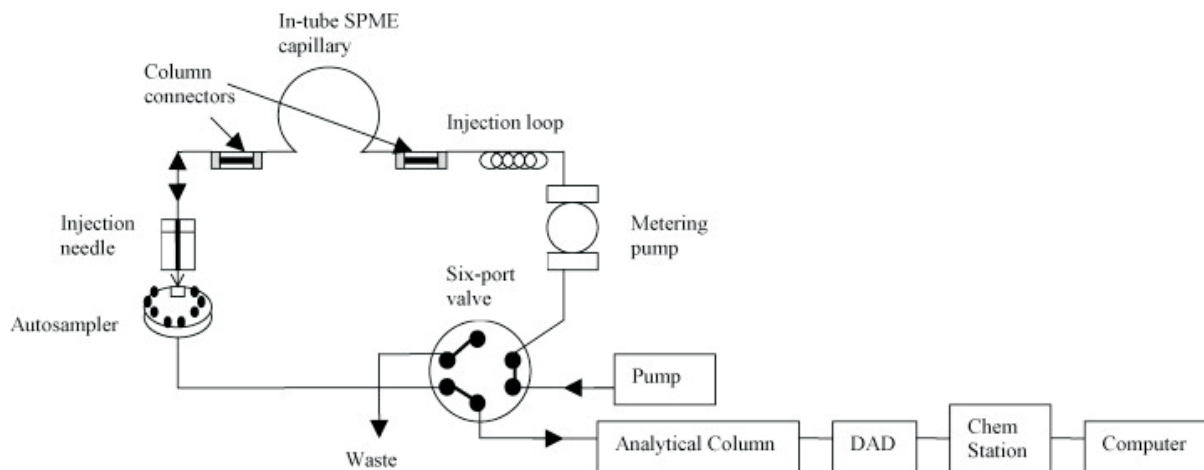 In-tube SPME
capillary
Column
connectors
Injection loop
Injection
needle
Metering
pump
Six-port
valve
Autosampler
Pump
Waste
Analytical Column
DAD
Chem
Station
Computer